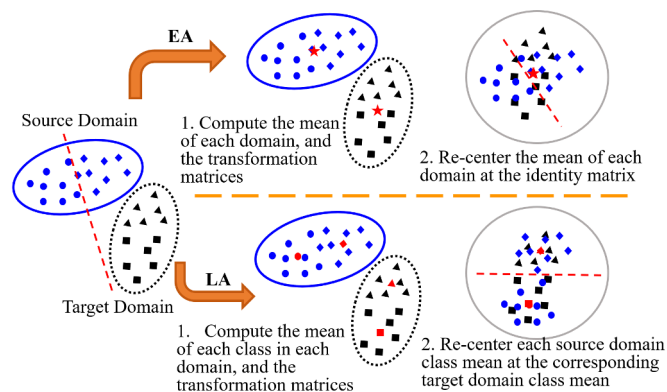 EA
Source Domain
1. Compute the mean
of each domain, and
the transformation
matrices
2. Re-center the mean of each
domain at the identity matrix
Target Domain
LA
1. Compute the mean
of each class in each
domain, and the
transformation matrices
2. Re-center each source domain
class mean at the corresponding
target domain class mean